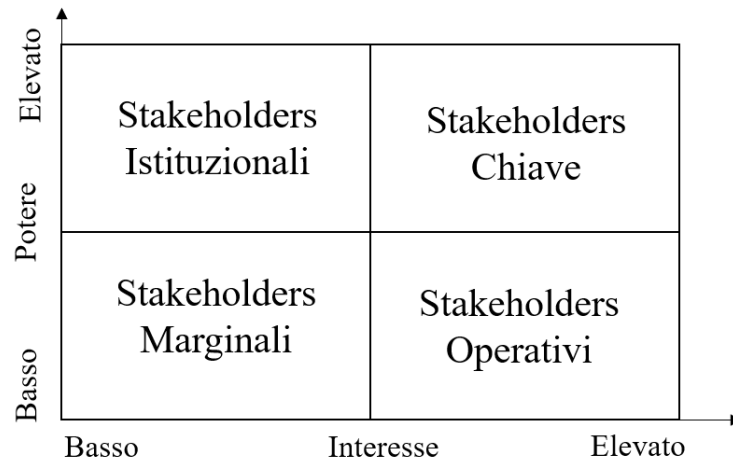 Elevato
Potere
Basso
Stakeholders
Istituzionali
Stakeholders
Chiave
Stakeholders
Marginali
Stakeholders
Operativi
Basso
Interesse
Elevato